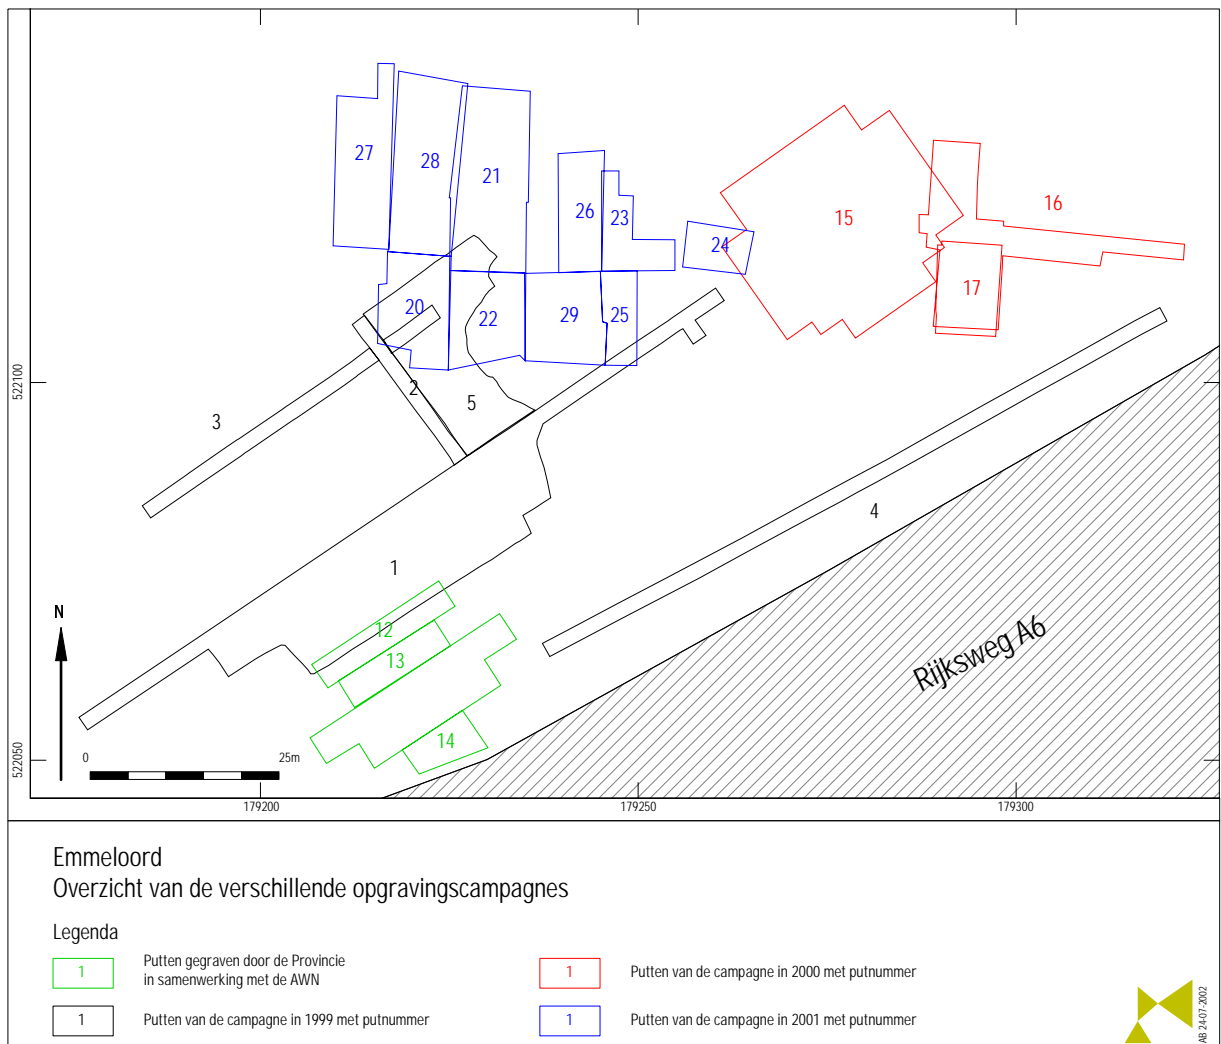 27
28
21
26
23
24
15
16
17
20
22
29
25
522100
2
5
3
4
1
N
12
13
14
Rijksweg A6
0
25m
522050
179200
179250
179300
Emmeloord
Overzicht van de verschillende opgravingscampagnes
Legenda
1
Putten gegraven door de Provincie
in samenwerking met de AWN
1
Putten van de campagne in 2000 met putnummer
1
Putten van de campagne in 1999 met putnummer
1
Putten van de campagne in 2001 met putnummer
AB 24-07-2002